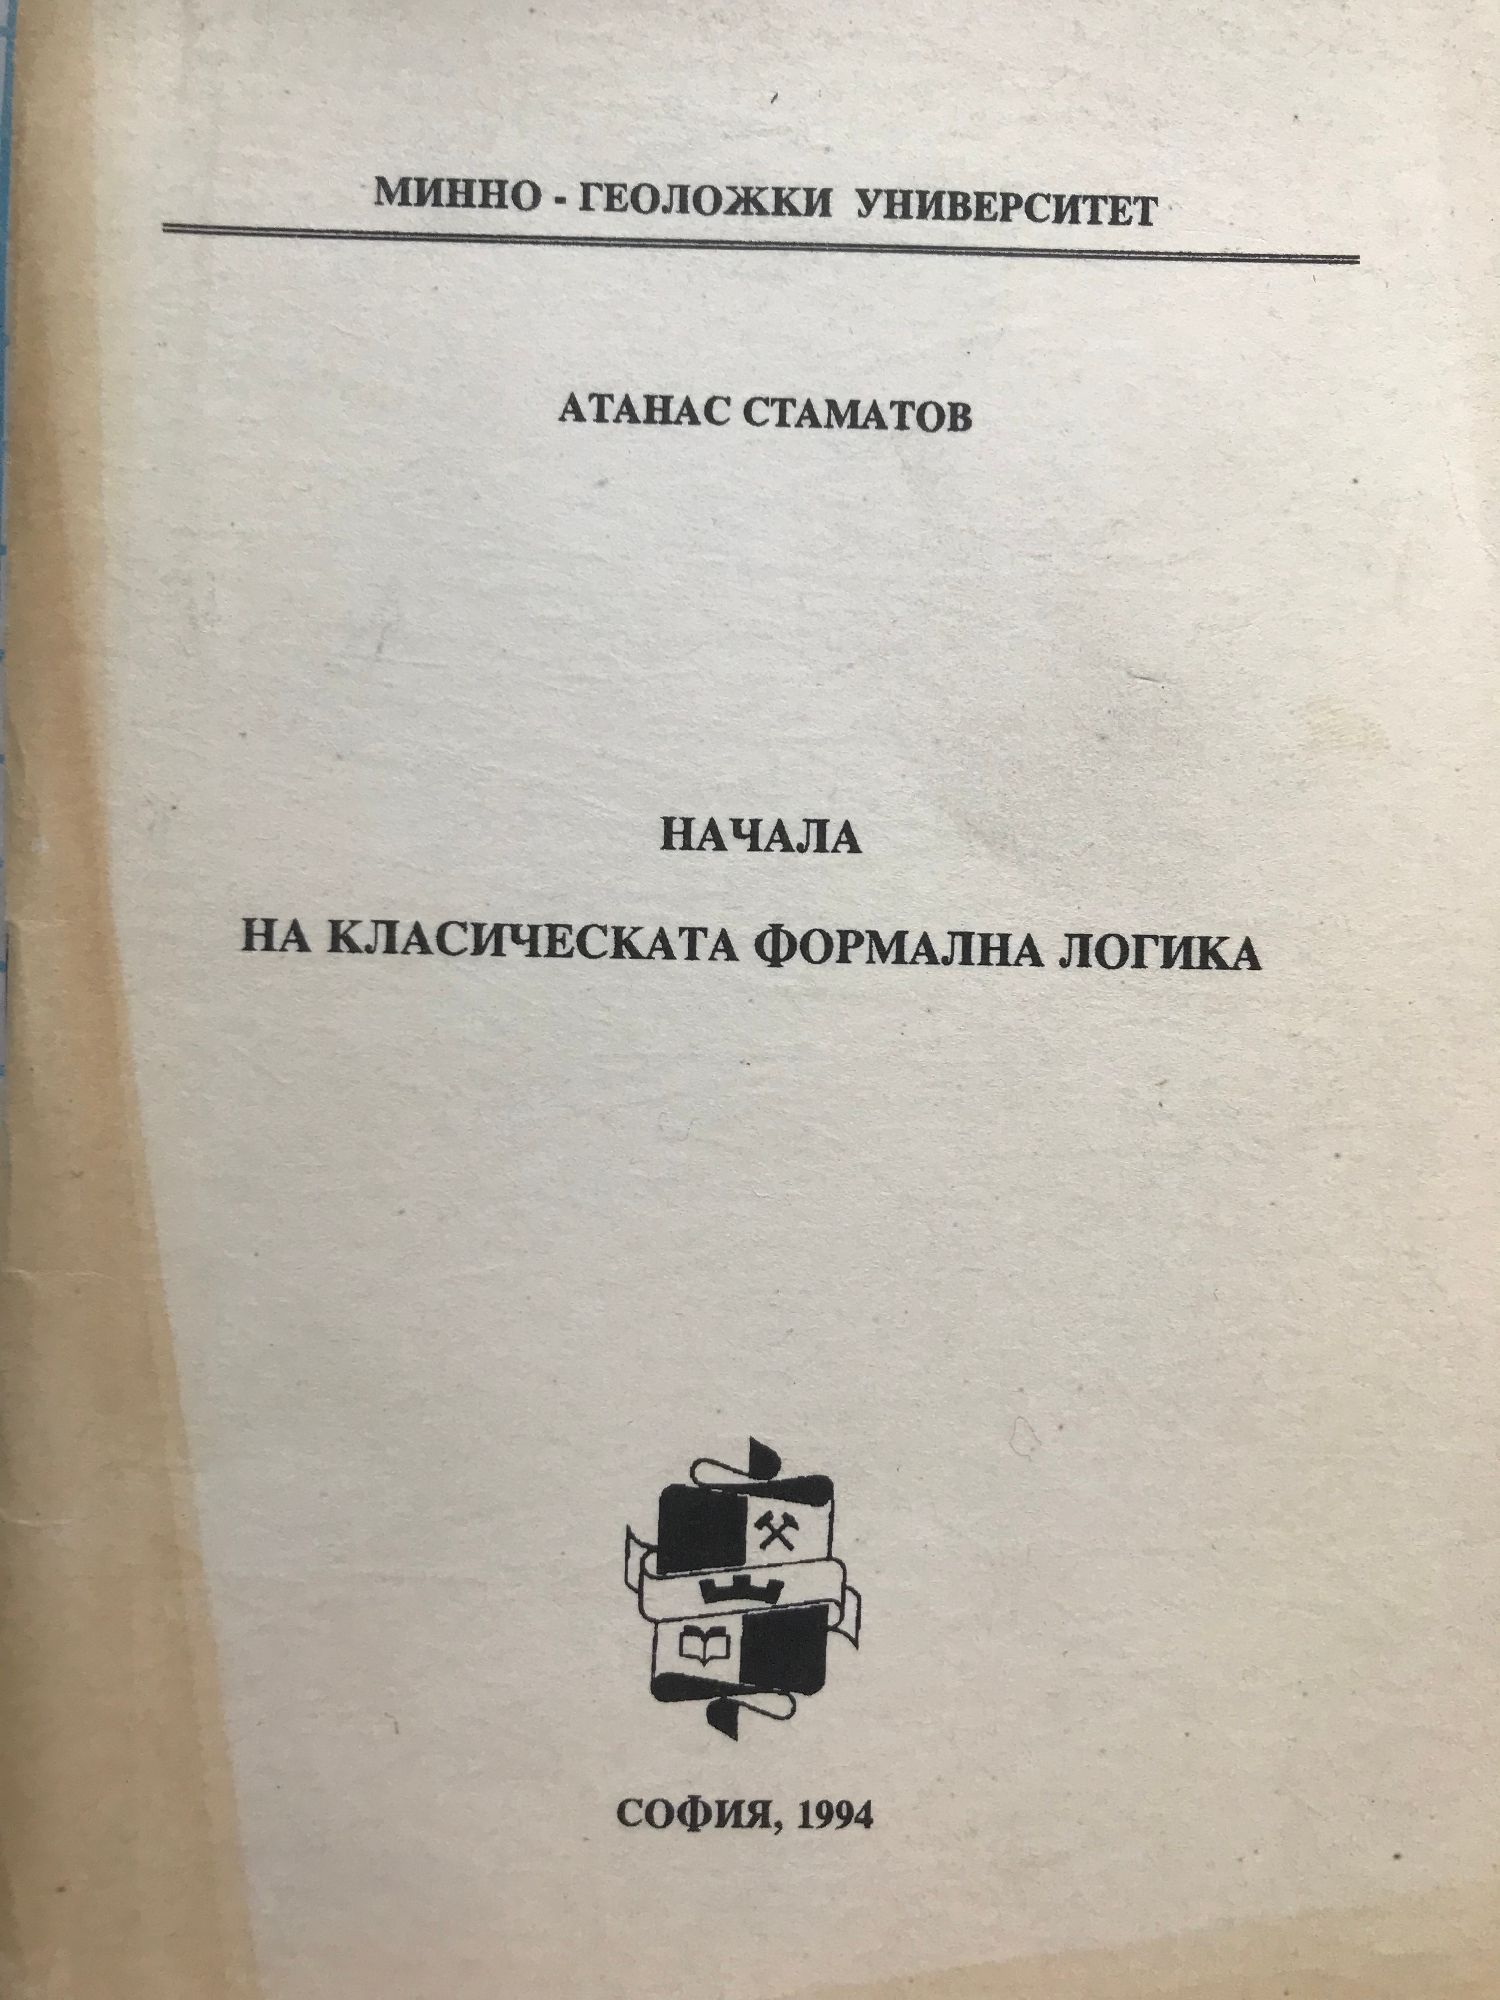 МИННО - ГЕОЛОЖКИ УНИВЕРСИТЕТ
АТАНАС СТАМАТОВ
НАЧАЛА
НА КЛАСИЧЕСКАТА ФОРМАЛНА ЛОГИКА
СОФИЯ, 1994